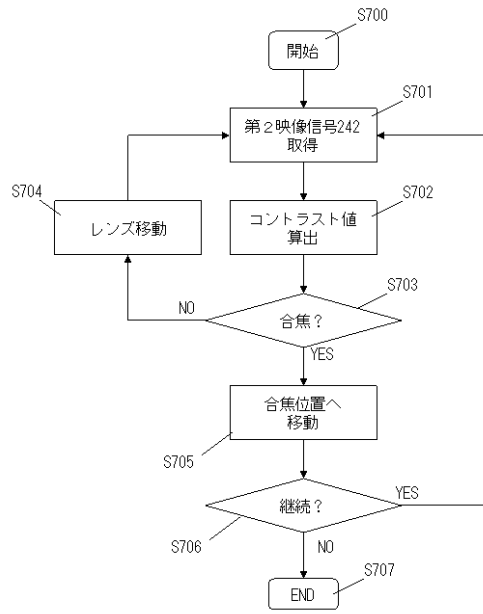 S700
開始
S701
第２映像信号242
取得
S704
レンズ移動
S702
コントラスト値
算出
S703
合焦？
NO
YES
合焦位置へ
移動
S705
継続？
YES
S706
NO
S707
END